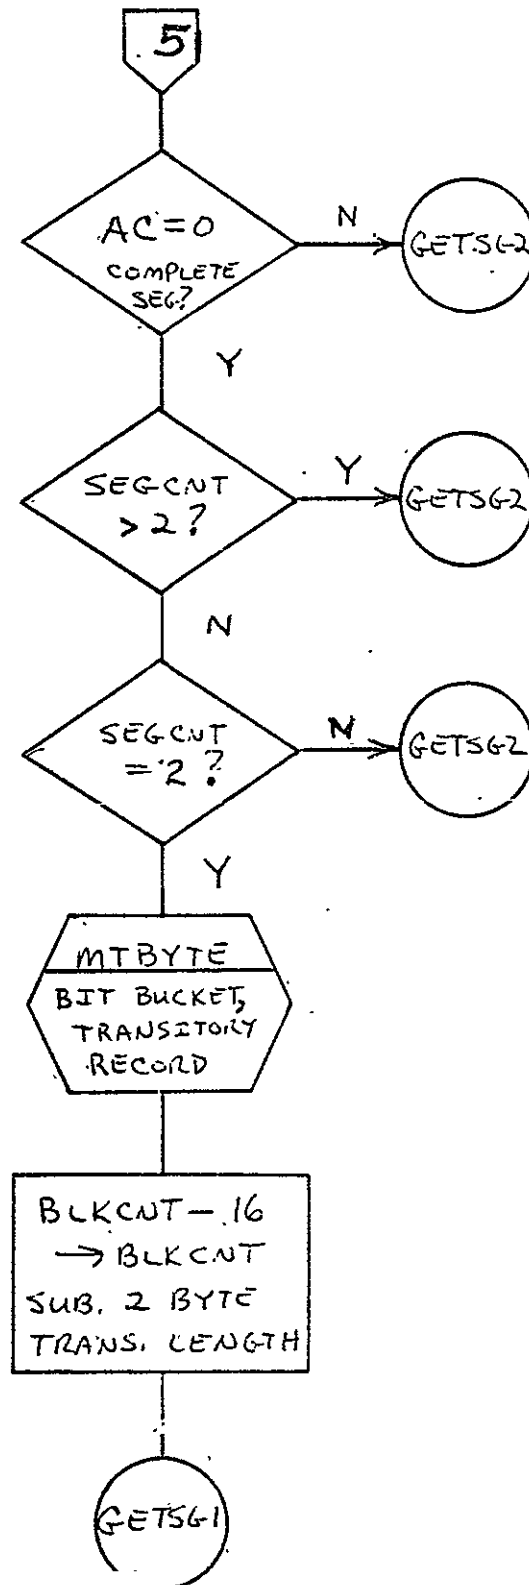 5
AC=0
COMPLETE
SEG?
N
GETSG2
Y
SEGCNT
> 2?
Y
GETSG2
N
SEGCNT
= 2?
N
GETSG2
Y
MTBYTE
BIT BUCKET,
TRANSITORY
RECORD
BLKCNT - 16
→ BLKCNT
SUB. 2 BYTE
TRANS. LENGTH
GETSG1